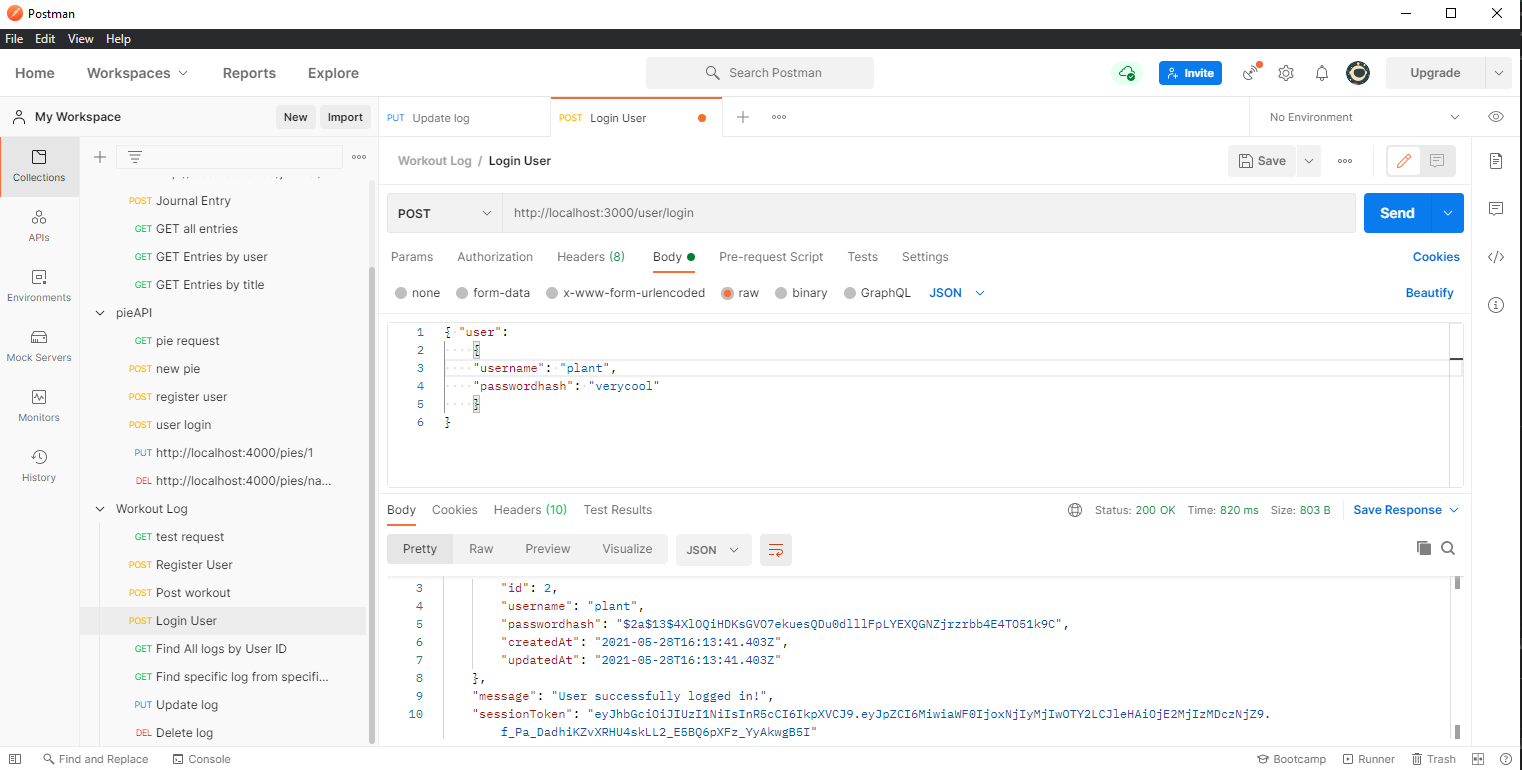 Postman
File Edit View Help
Home Workspaces Reports Explore Search Postman Invite Upgrade
My Workspace New Import
PUT Update log POST Login User No Environment
Collections
APIs
Environments
Mock Servers
Monitors
History
POST Journal Entry
GET GET all entries
GET GET Entries by user
GET GET Entries by title
pieAPI
GET pie request
POST new pie
POST register user
POST user login
PUT http://localhost:4000/pies/1
DEL http://localhost:4000/pies/na...
Workout Log
GET test request
POST Register User
POST Post workout
POST Login User
GET Find All logs by User ID
GET Find specific log from specifi...
PUT Update log
DEL Delete log
Workout Log / Login User Save
POST http://localhost:3000/user/login Send
Params Authorization Headers (8) Body Pre-request Script Tests Settings Cookies
none form-data x-www-form-urlencoded raw binary GraphQL JSON Beautify
1 { "user":
2 {
3 "username": "plant",
4 "passwordhash": "verycool"
5 }
6 }
Body Cookies Headers (10) Test Results Status: 200 OK Time: 820 ms Size: 803 B Save Response
Pretty Raw Preview Visualize JSON
3 "id": 2,
4 "username": "plant",
5 "passwordhash": "$2a$13$4XlOQiHDKsGVO7ekuesQDu0dlllFpLYEXQGNZjrzrbb4E4TO51k9C",
6 "createdAt": "2021-05-28T16:13:41.403Z"
7 "updatedAt": "2021-05-28T16:13:41.403Z"
8 },
9 "message": "User successfully logged in!",
10 "sessionToken": "eyJhbGciOiJIUzI1NiIsInR5cCI6IkpXVCJ9.eyJpZCI6MiwiaWF0IjoxNjIyMjIwOTY2LCJleHAiOjE2MjIzMDczNjZ9.
f_Pa_DadhiKZvXRHU4skLL2_E5BQ6pXFz_YyAkwgB5I"
Find and Replace Console Bootcamp Runner Trash